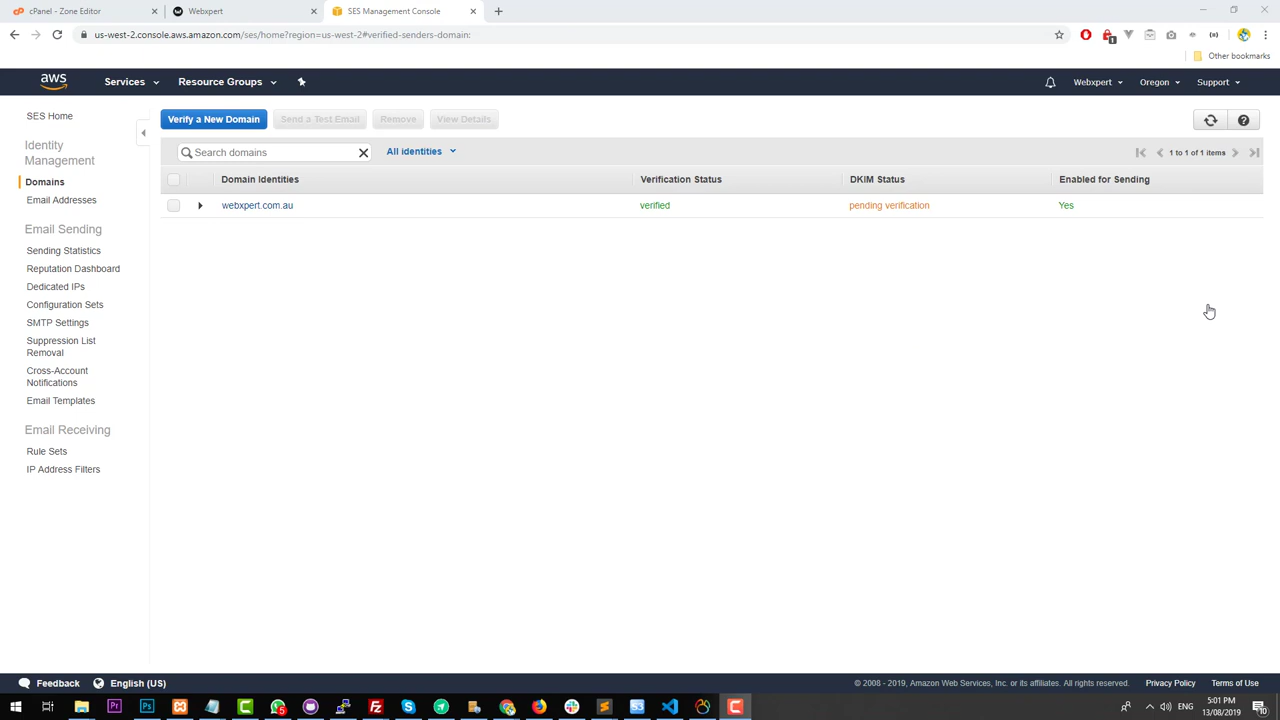 cPanel - Zone Editor
Webxpert
SES Management Console
us-west-2.console.aws.amazon.com/ses/home?region=us-west-2#verified-senders-domain:
1
Other bookmarks
aws
Services
Resource Groups
Webxpert
Oregon
Support
SES Home
Identity
Management
Domains
Email Addresses
Email Sending
Sending Statistics
Reputation Dashboard
Dedicated IPs
Configuration Sets
SMTP Settings
Suppression List
Removal
Cross-Account
Notifications
Email Templates
Email Receiving
Rule Sets
IP Address Filters
Verify a New Domain
Send a Test Email
Remove
View Details
Search domains
All identities
1 to 1 of 1 items
Domain Identities
Verification Status
DKIM Status
Enabled for Sending
webxpert.com.au
verified
pending verification
Yes
Feedback
English (US)
© 2008 - 2019, Amazon Web Services, Inc. or its affiliates. All rights reserved.
Privacy Policy
Terms of Use
Pr
Ps
5
S3
ENG
5:01 PM
13/08/2019
10